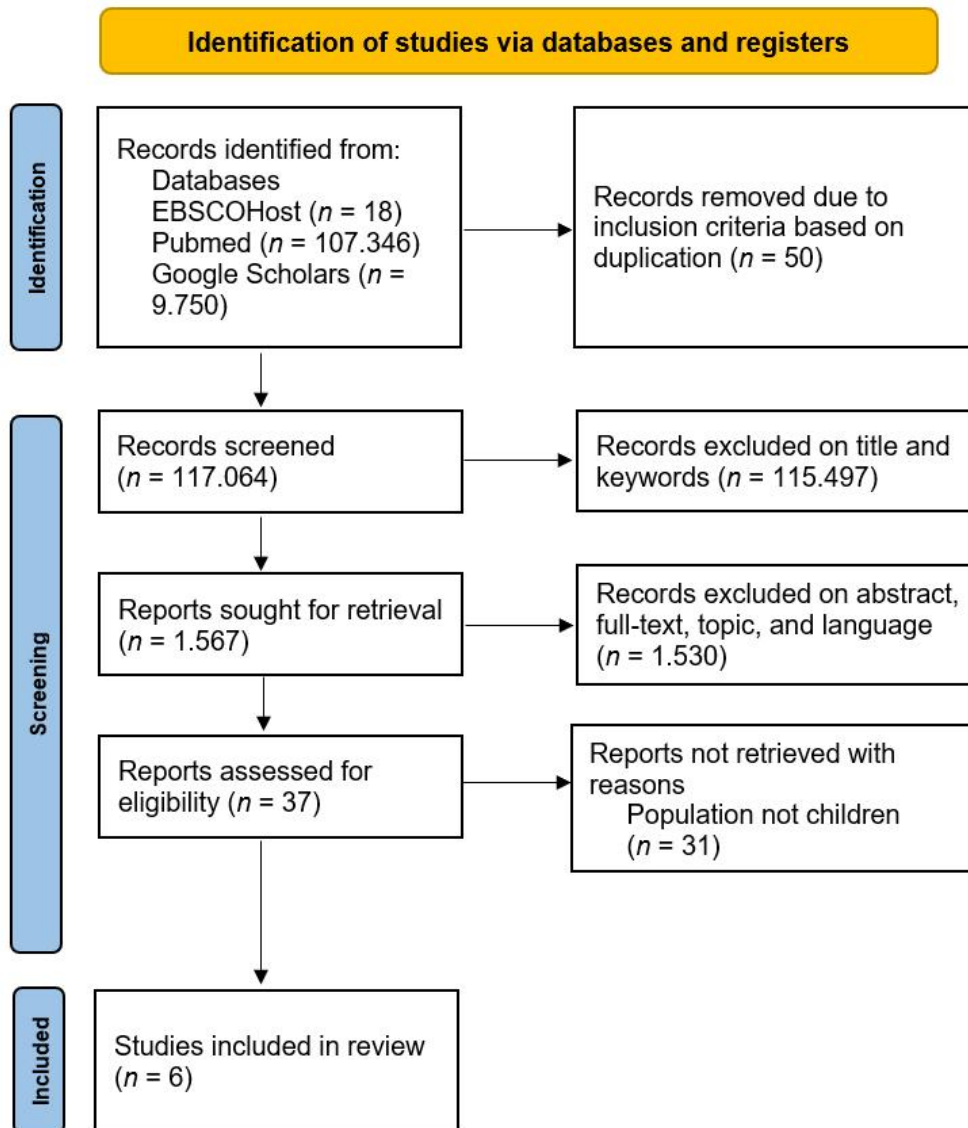 Identification of studies via databases and registers
Identification
Records identified from:
Databases
EBSCOHost (n = 18)
Pubmed (n = 107.346)
Google Scholars (n =
9.750)
Records removed due to
inclusion criteria based on
duplication (n = 50)
Screening
Records screened
(n = 117.064)
Records excluded on title and
keywords (n = 115.497)
Reports sought for retrieval
(n = 1.567)
Records excluded on abstract,
full-text, topic, and language
(n = 1.530)
Reports assessed for
eligibility (n = 37)
Reports not retrieved with
reasons
Population not children
(n = 31)
Included
Studies included in review
(n = 6)